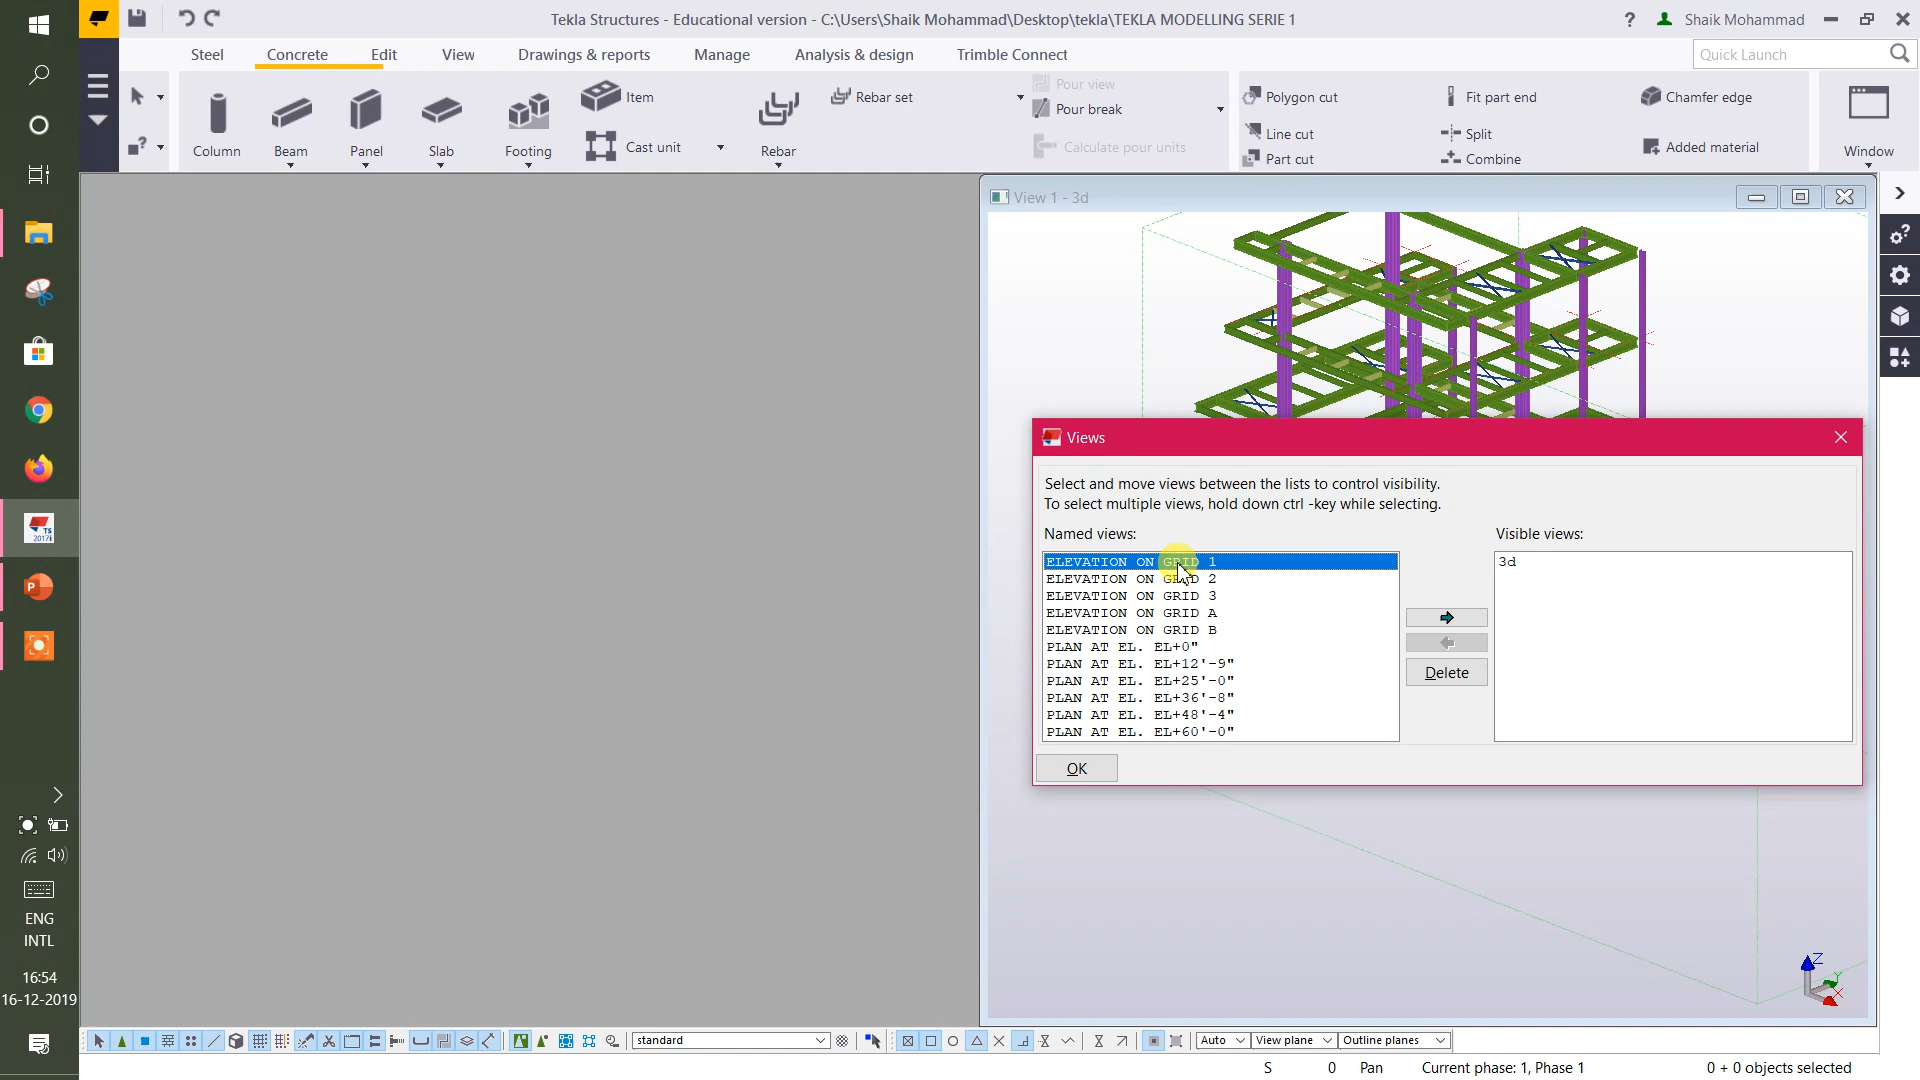 Tekla Structures - Educational version - C:\Users\Shaik Mohammad\Desktop\tekla\TEKLA MODELLING SERIE 1
?
Shaik Mohammad
Steel
Concrete
Edit
View
Drawings & reports
Manage
Analysis & design
Trimble Connect
Quick Launch
Column
Beam
Panel
Slab
Footing
Item
Cast unit
Rebar
Rebar set
Pour view
Pour break
Calculate pour units
Polygon cut
Line cut
Part cut
Fit part end
Split
Combine
Chamfer edge
Added material
Window
View 1 - 3d
Views
Select and move views between the lists to control visibility.
To select multiple views, hold down ctrl -key while selecting.
Named views:
Visible views:
ELEVATION ON GRID 1
ELEVATION ON GRID 2
ELEVATION ON GRID 3
ELEVATION ON GRID A
ELEVATION ON GRID B
PLAN AT EL. EL+0"
PLAN AT EL. EL+12'-9"
PLAN AT EL. EL+25'-0"
PLAN AT EL. EL+36'-8"
PLAN AT EL. EL+48'-4"
PLAN AT EL. EL+60'-0"
3d
Delete
OK
Z
Y
X
TS
2017i
ENG
INTL
16:54
16-12-2019
standard
Auto
View plane
Outline planes
S
0
Pan
Current phase: 1, Phase 1
0 + 0 objects selected